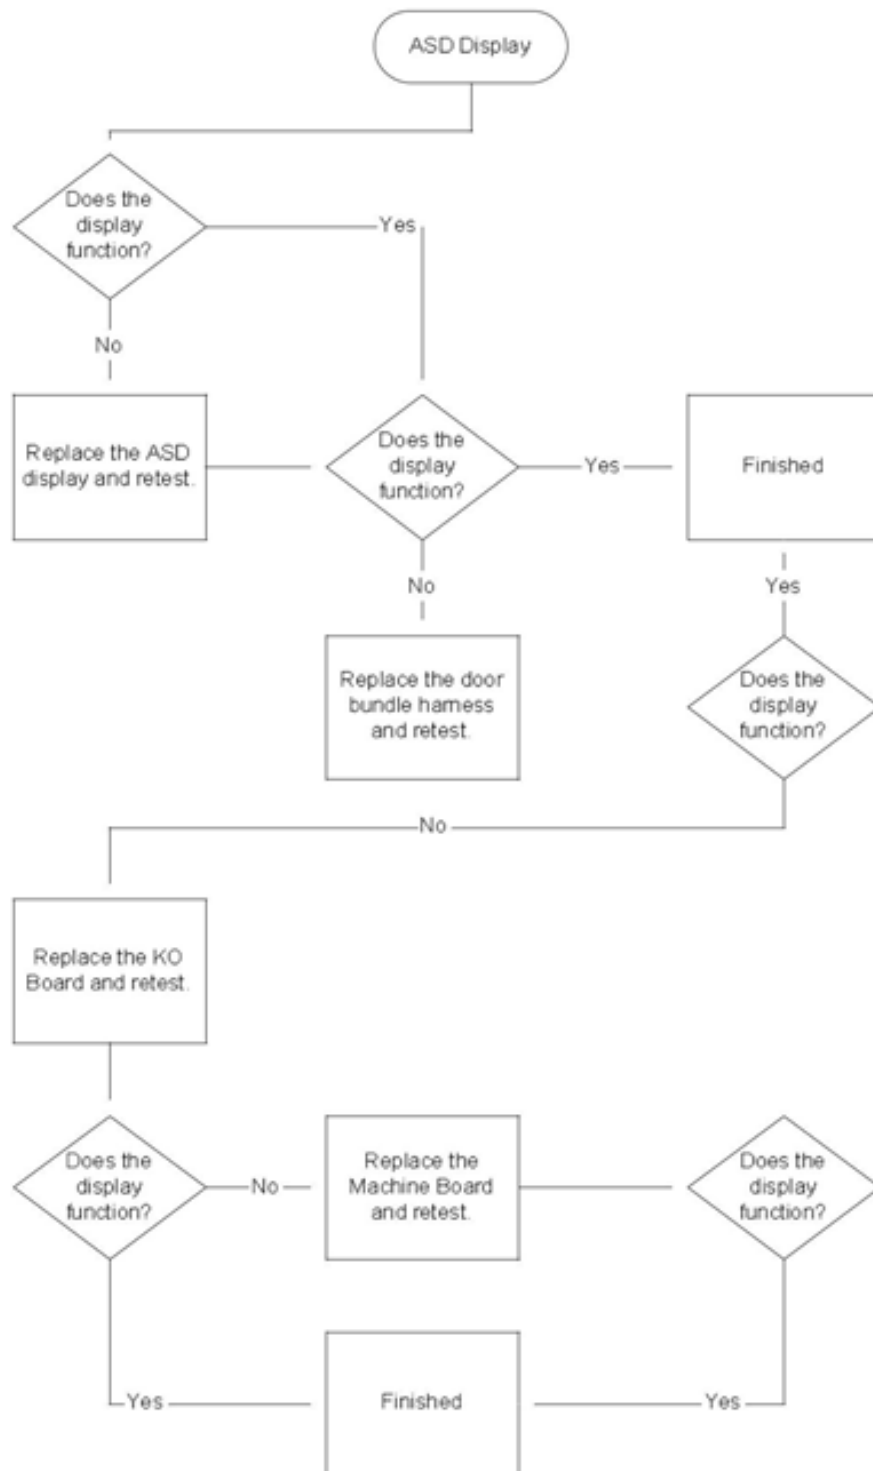 ASD Display
Does the
display
function?
Yes
No
Replace the ASD
display and retest.
Does the
display
function?
Yes
Finished
No
Yes
Replace the door
bundle harness
and retest.
Does the
display
function?
No
Replace the KO
Board and retest.
Does the
display
function?
No
Replace the
Machine Board
and retest.
Does the
display
function?
Yes
Finished
Yes